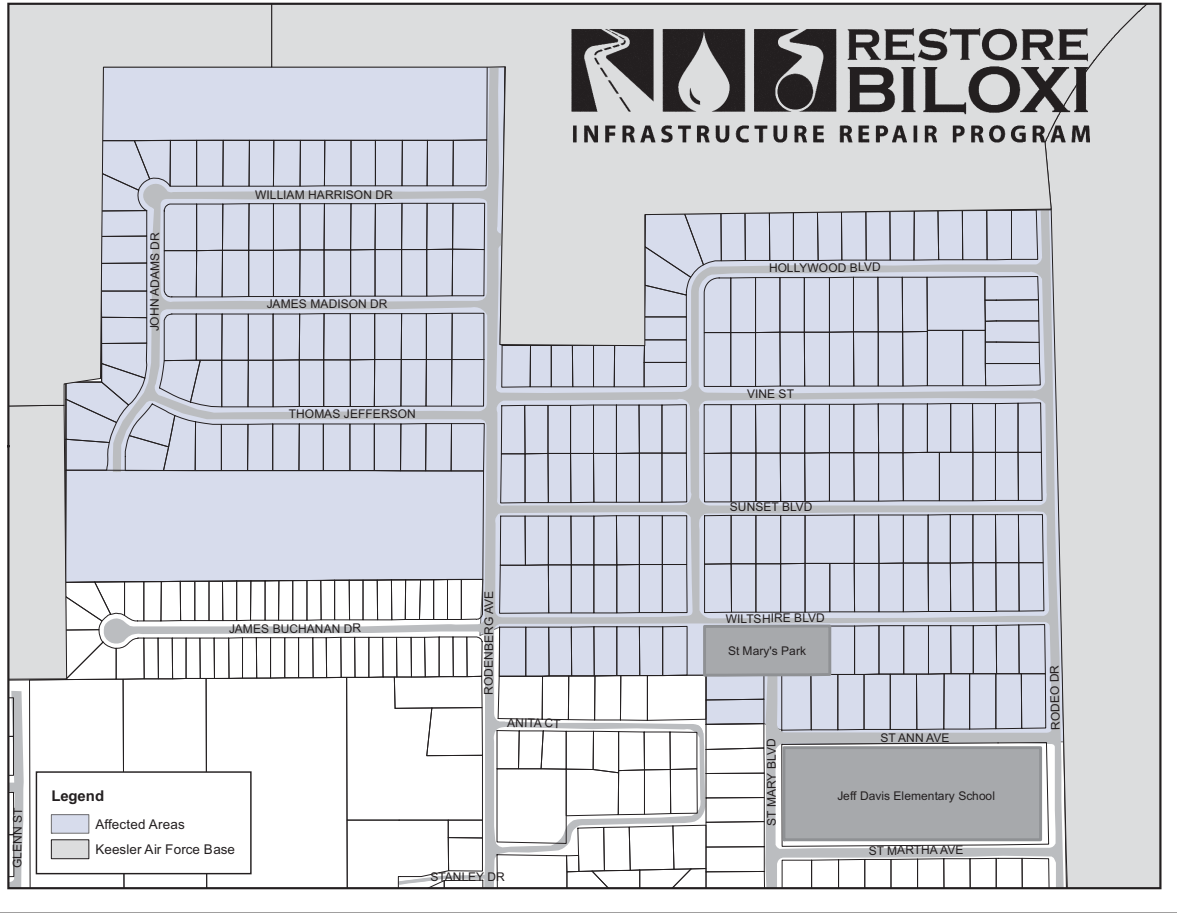 RESTORE
BILOXI
INFRASTRUCTURE REPAIR PROGRAM
WILLIAM HARRISON DR
JOHN ADAMS DR
JAMES MADISON DR
THOMAS JEFFERSON
HOLLYWOOD BLVD
VINE ST
SUNSET BLVD
WILTSHIRE BLVD
JAMES BUCHANAN DR
RODENBERG AVE
St Mary's Park
RODEO DR
ANITA CT
ST ANN AVE
ST MARY BLVD
Jeff Davis Elementary School
ST MARTHA AVE
STANLEY DR
GLENN ST
Legend
Affected Areas
Keesler Air Force Base